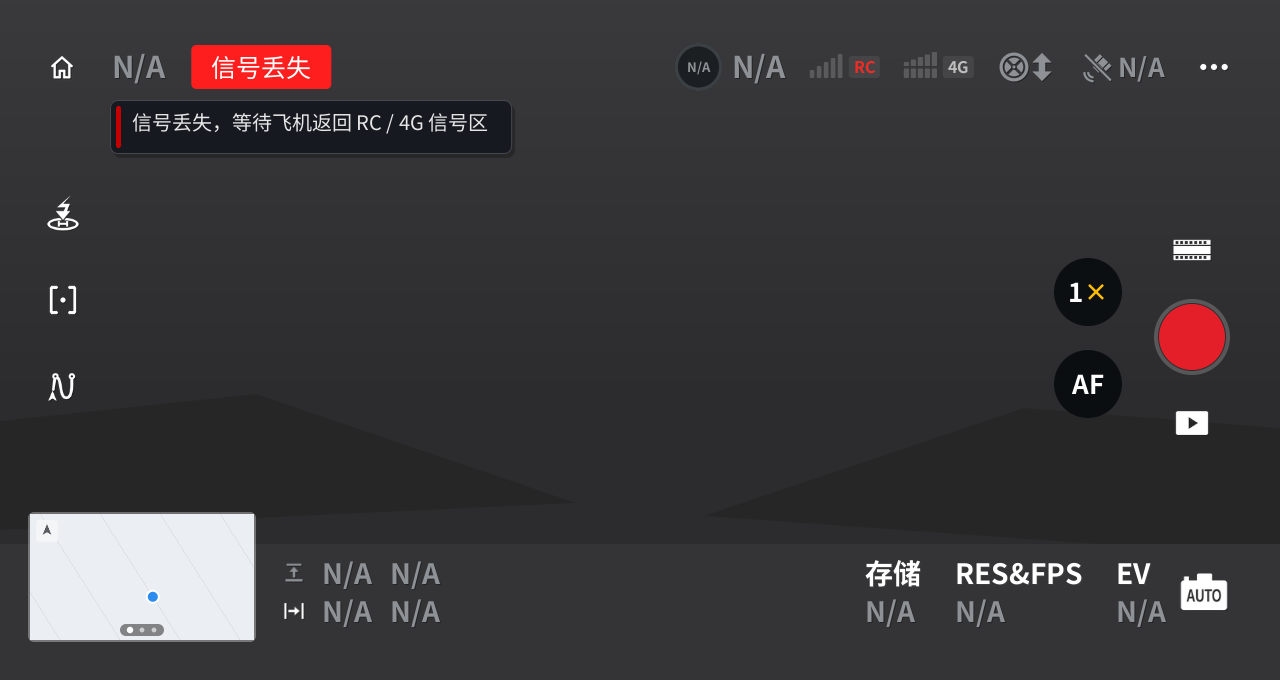 N/A 信号丢失 N/A N/A RC 4G N/A
信号丢失，等待飞机返回 RC / 4G 信号区
1×
AF
N/A N/A 存储 RES&FPS EV
N/A N/A N/A N/A N/A
AUTO